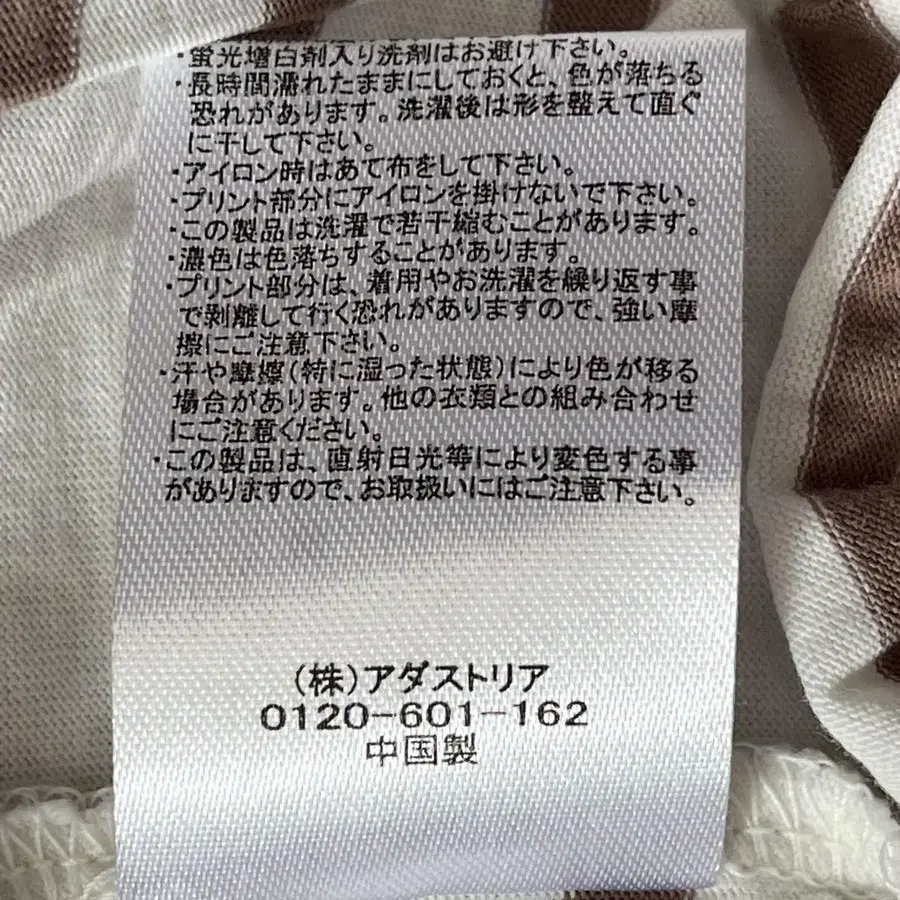 ・蛍光増白剤入り洗剤はお避け下さい。
・長時間濡れたままにしておくと、色が落ちる
恐れがあります。洗濯後は形を整えて直ぐ
に干して下さい。
・アイロン時はあて布をして下さい。
・プリント部分にアイロンを掛けないで下さい。
・この製品は洗濯で若干縮むことがあります。
・濃色は色落ちすることがあります。
・プリント部分は、着用やお洗濯を繰り返す事
で剥離して行く恐れがありますので、強い摩
擦にご注意下さい。
・汗や摩擦(特に湿った状態)により色が移る
場合があります。他の衣類との組み合わせ
にご注意ください。
・この製品は、直射日光等により変色する事
がありますので、お取扱いにはご注意下さい。
(株)アダストリア
0120-601-162
中国製